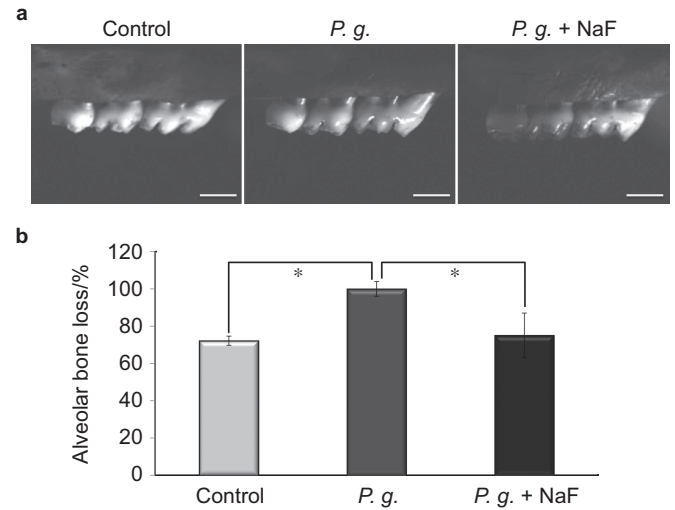 a
Control P. g. P. g. + NaF
b
Alveolar bone loss/%
120
100
80
60
40
20
0
* *
Control P. g. P. g. + NaF